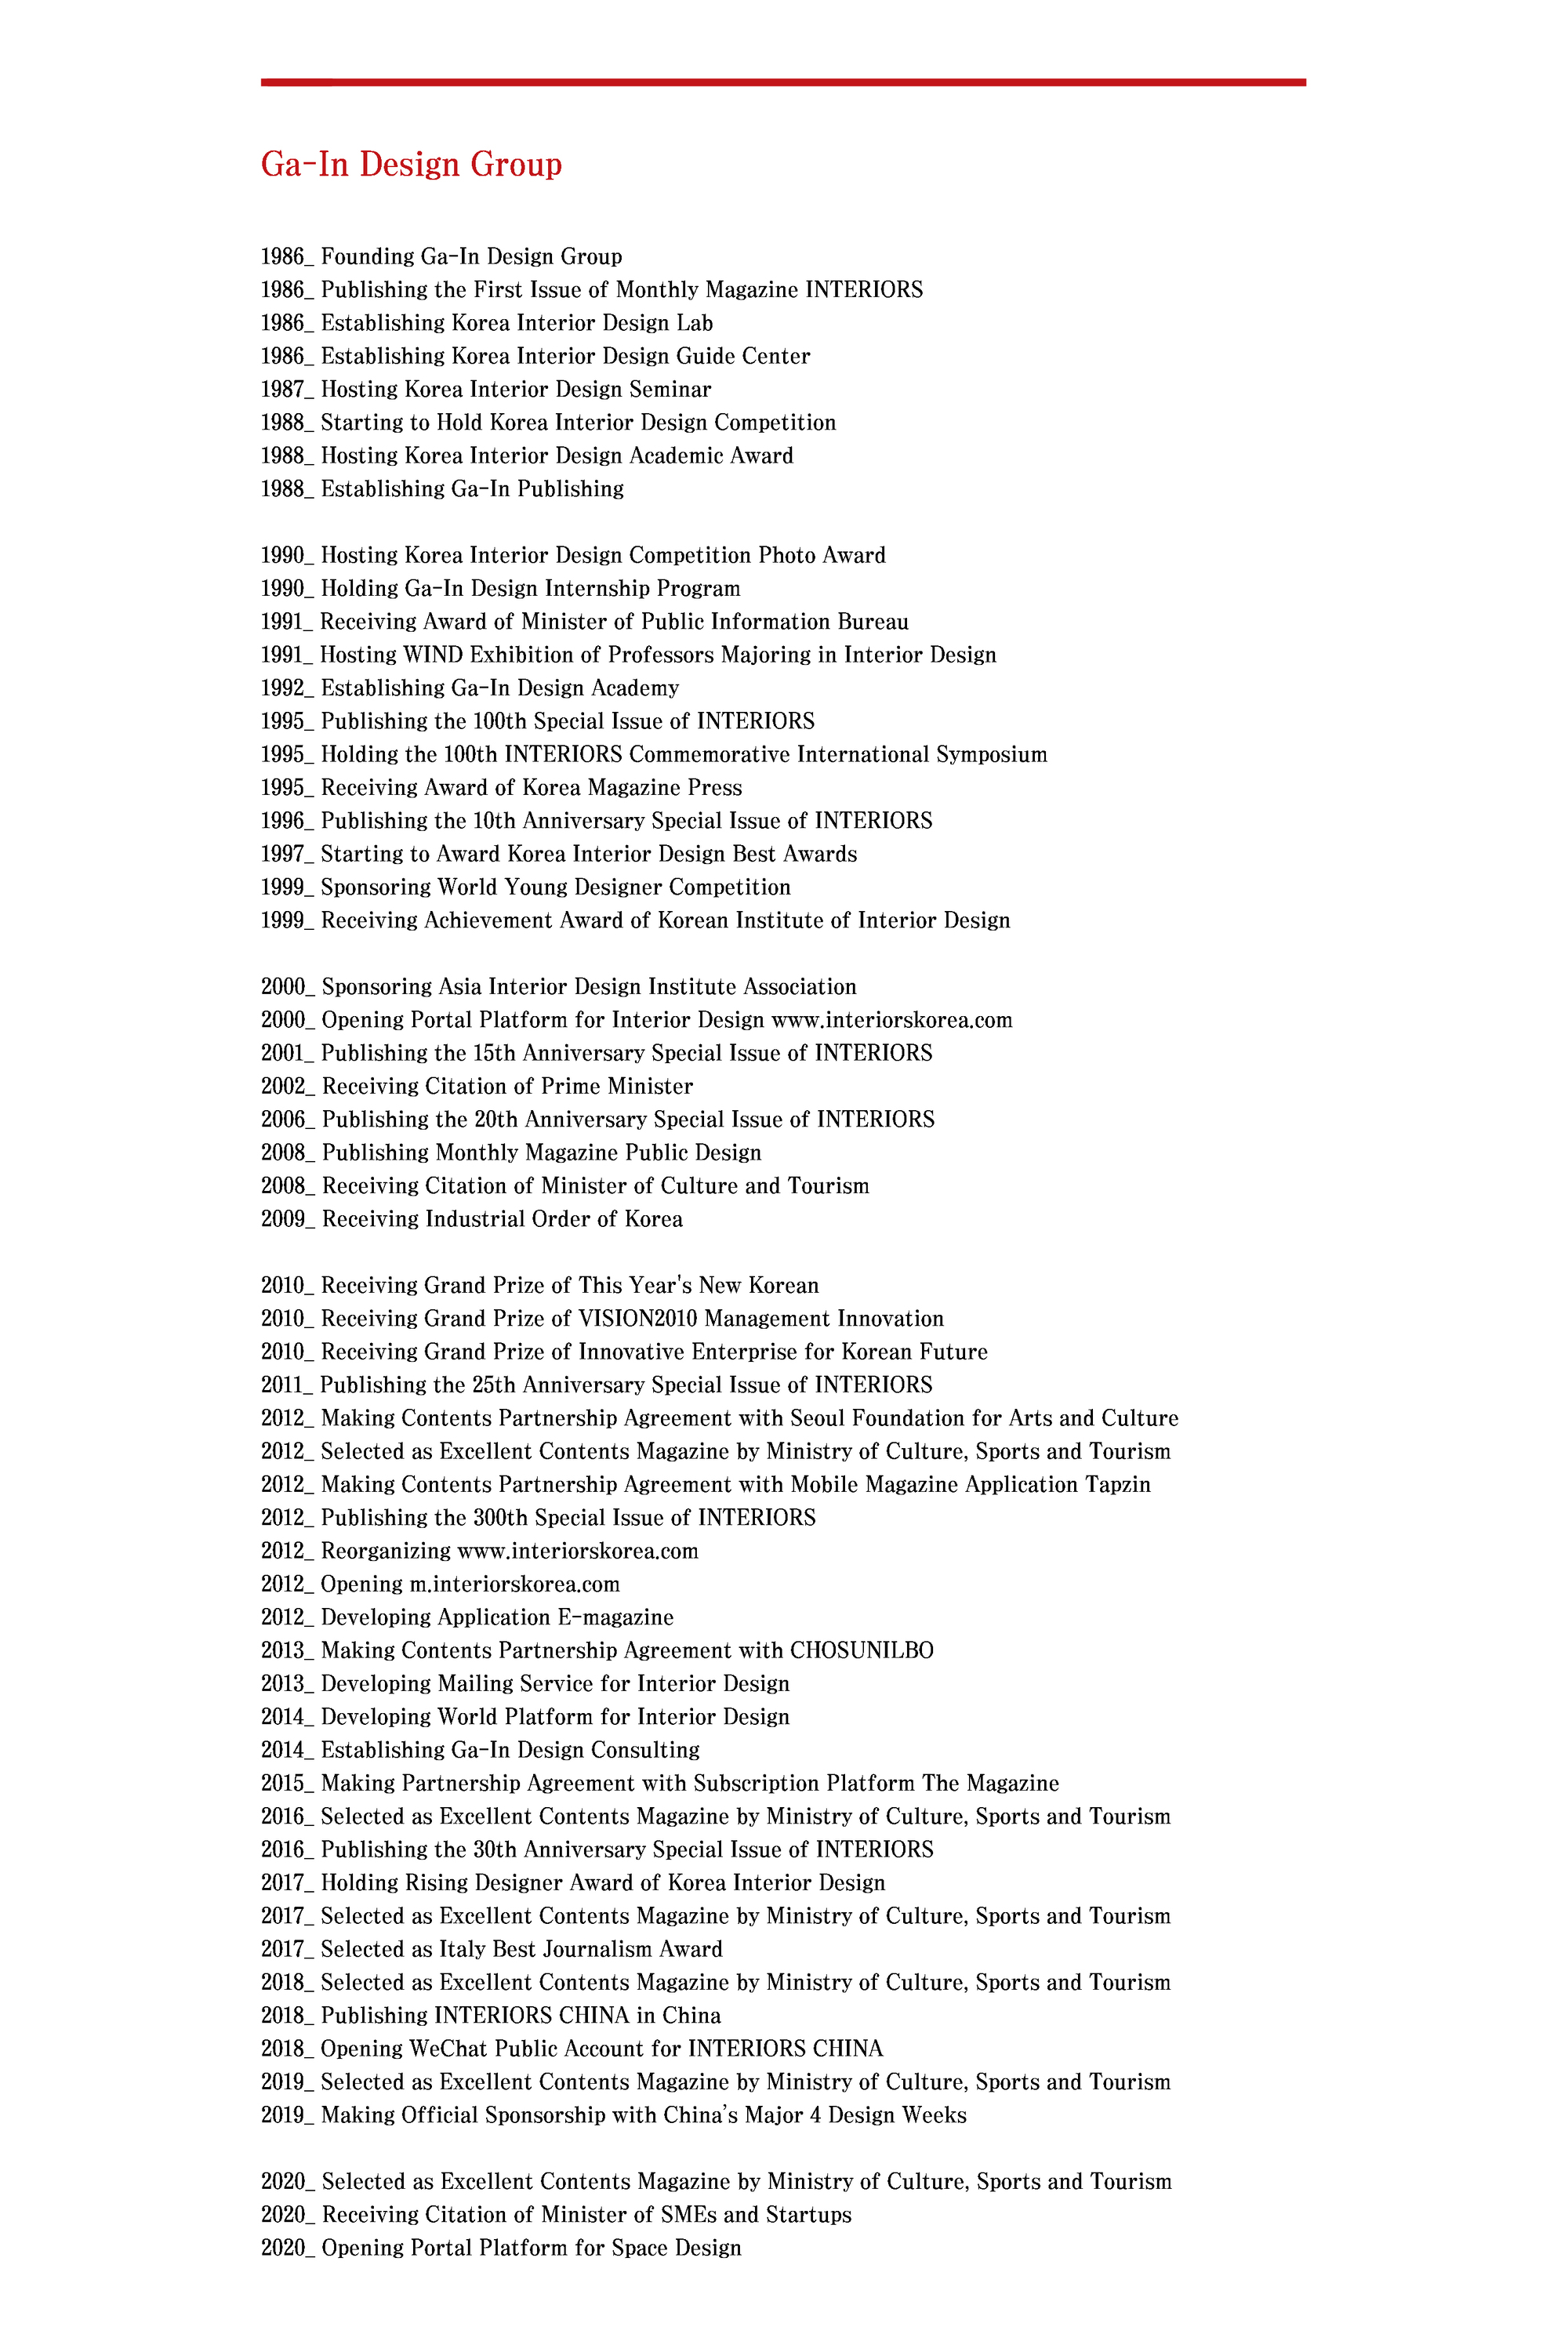 Ga-In Design Group
1986_ Founding Ga-In Design Group
1986_ Publishing the First Issue of Monthly Magazine INTERIORS
1986_ Establishing Korea Interior Design Lab
1986_ Establishing Korea Interior Design Guide Center
1987_ Hosting Korea Interior Design Seminar
1988_ Starting to Hold Korea Interior Design Competition
1988_ Hosting Korea Interior Design Academic Award
1988_ Establishing Ga-In Publishing
1990_ Hosting Korea Interior Design Competition Photo Award
1990_ Holding Ga-In Design Internship Program
1991_ Receiving Award of Minister of Public Information Bureau
1991_ Hosting WIND Exhibition of Professors Majoring in Interior Design
1992_ Establishing Ga-In Design Academy
1995_ Publishing the 100th Special Issue of INTERIORS
1995_ Holding the 100th INTERIORS Commemorative International Symposium
1995_ Receiving Award of Korea Magazine Press
1996_ Publishing the 10th Anniversary Special Issue of INTERIORS
1997_ Starting to Award Korea Interior Design Best Awards
1999_ Sponsoring World Young Designer Competition
1999_ Receiving Achievement Award of Korean Institute of Interior Design
2000_ Sponsoring Asia Interior Design Institute Association
2000_ Opening Portal Platform for Interior Design www.interiorskorea.com
2001_ Publishing the 15th Anniversary Special Issue of INTERIORS
2002_ Receiving Citation of Prime Minister
2006_ Publishing the 20th Anniversary Special Issue of INTERIORS
2008_ Publishing Monthly Magazine Public Design
2008_ Receiving Citation of Minister of Culture and Tourism
2009_ Receiving Industrial Order of Korea
2010_ Receiving Grand Prize of This Year's New Korean
2010_ Receiving Grand Prize of VISION2010 Management Innovation
2010_ Receiving Grand Prize of Innovative Enterprise for Korean Future
2011_ Publishing the 25th Anniversary Special Issue of INTERIORS
2012_ Making Contents Partnership Agreement with Seoul Foundation for Arts and Culture
2012_ Selected as Excellent Contents Magazine by Ministry of Culture, Sports and Tourism
2012_ Making Contents Partnership Agreement with Mobile Magazine Application Tapzin
2012_ Publishing the 300th Special Issue of INTERIORS
2012_ Reorganizing www.interiorskorea.com
2012_ Opening m.interiorskorea.com
2012_ Developing Application E-magazine
2013_ Making Contents Partnership Agreement with CHOSUNILBO
2013_ Developing Mailing Service for Interior Design
2014_ Developing World Platform for Interior Design
2014_ Establishing Ga-In Design Consulting
2015_ Making Partnership Agreement with Subscription Platform The Magazine
2016_ Selected as Excellent Contents Magazine by Ministry of Culture, Sports and Tourism
2016_ Publishing the 30th Anniversary Special Issue of INTERIORS
2017_ Holding Rising Designer Award of Korea Interior Design
2017_ Selected as Excellent Contents Magazine by Ministry of Culture, Sports and Tourism
2017_ Selected as Italy Best Journalism Award
2018_ Selected as Excellent Contents Magazine by Ministry of Culture, Sports and Tourism
2018_ Publishing INTERIORS CHINA in China
2018_ Opening WeChat Public Account for INTERIORS CHINA
2019_ Selected as Excellent Contents Magazine by Ministry of Culture, Sports and Tourism
2019_ Making Official Sponsorship with China's Major 4 Design Weeks
2020_ Selected as Excellent Contents Magazine by Ministry of Culture, Sports and Tourism
2020_ Receiving Citation of Minister of SMEs and Startups
2020_ Opening Portal Platform for Space Design